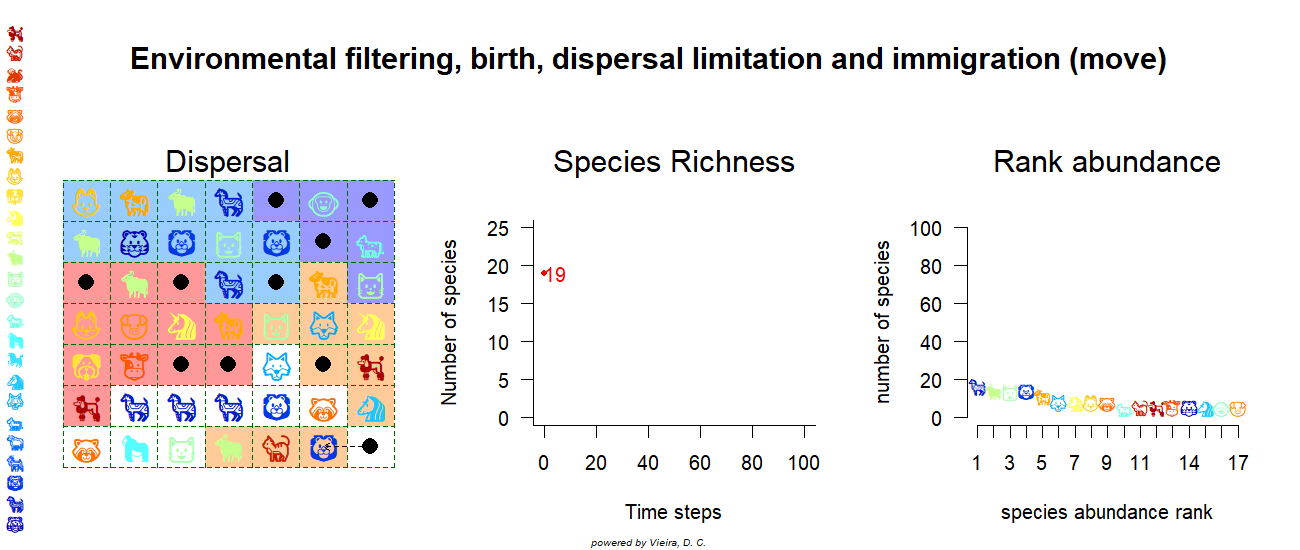 Environmental filtering, birth, dispersal limitation and immigration (move)
Dispersal
Species Richness
Rank abundance
Number of species
25
20
15
10
5
0
19
0 20 40 60 80 100
Time steps
number of species
100
80
60
40
20
0
1 3 5 7 9 11 14 17
species abundance rank
powered by Vieira, D. C.